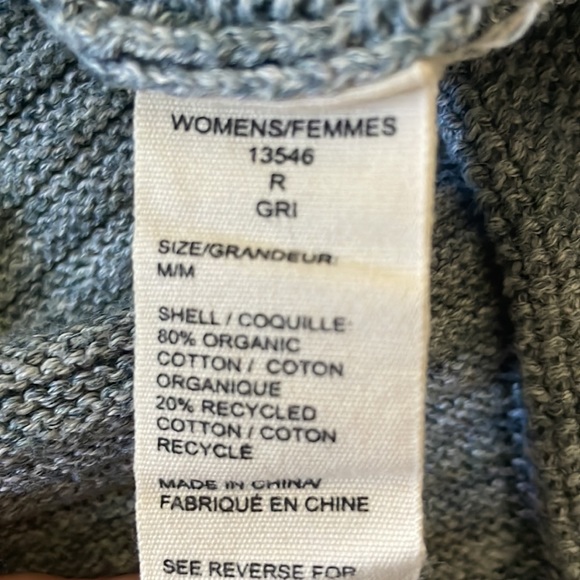 WOMENS/FEMMES
13546
R
GRI
SIZE/GRANDEUR:
M/M
SHELL / COQUILLE:
80% ORGANIC
COTTON / COTON
ORGANIQUE
20% RECYCLED
COTTON / COTON
RECYCLÉ
MADE IN CHINA/
FABRIQUÉ EN CHINE
SEE REVERSE FOR